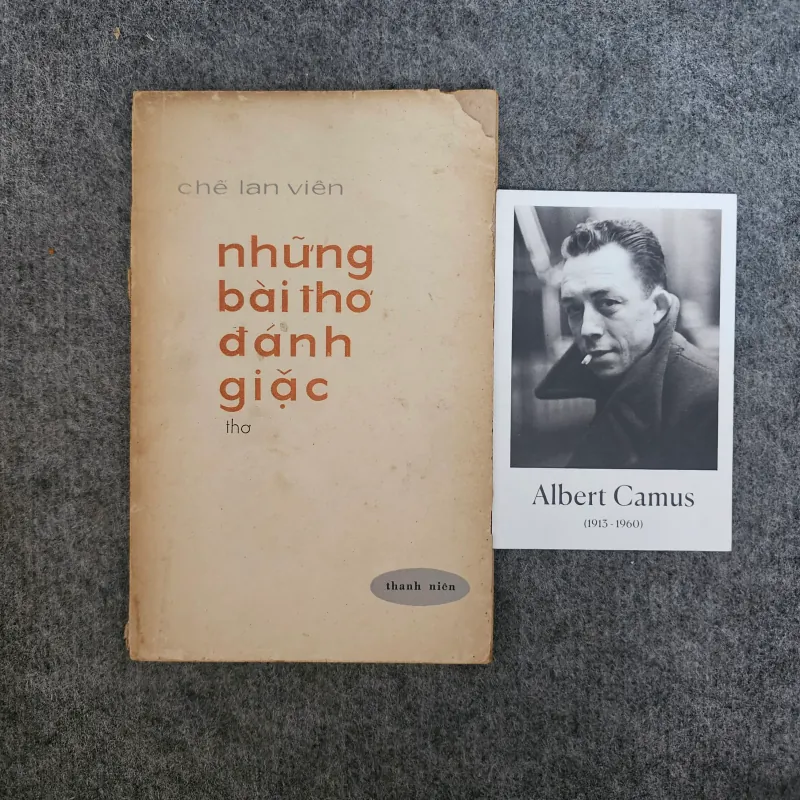 chế lan viên
những
bài thơ
đánh
giặc
thơ
thanh niên
Albert Camus
(1913 - 1960)